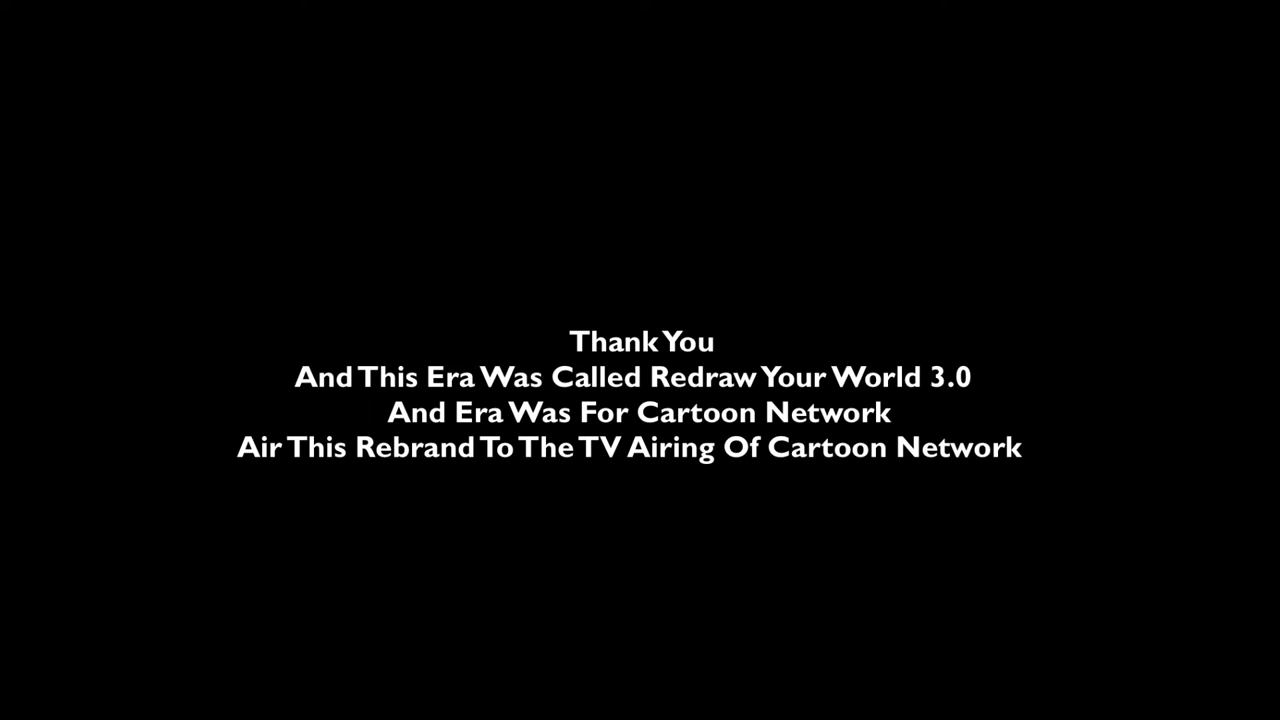 Thank You
And This Era Was Called Redraw Your World 3.0
And Era Was For Cartoon Network
Air This Rebrand To The TV Airing Of Cartoon Network